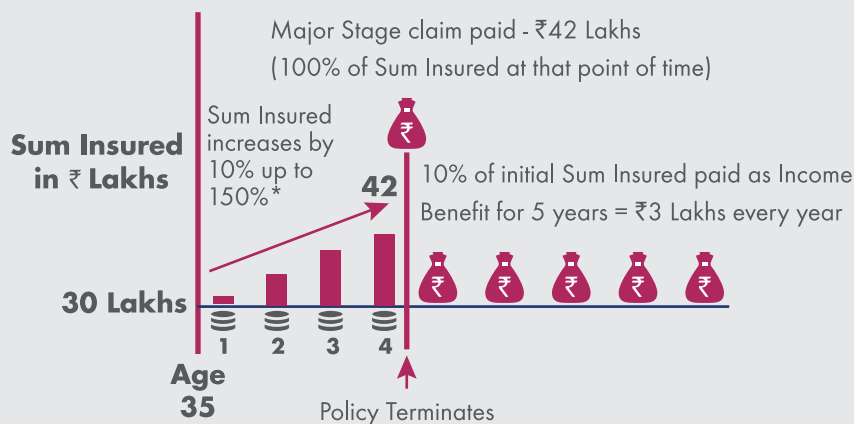 Major Stage claim paid - ₹42 Lakhs
(100% of Sum Insured at that point of time)
Sum Insured
in ₹ Lakhs
Sum Insured
increases by
10% up to
150%*
₹
42
10% of initial Sum Insured paid as Income
Benefit for 5 years = ₹3 Lakhs every year
30 Lakhs
₹ ₹ ₹ ₹ ₹
1 2 3 4
Age
35
Policy Terminates